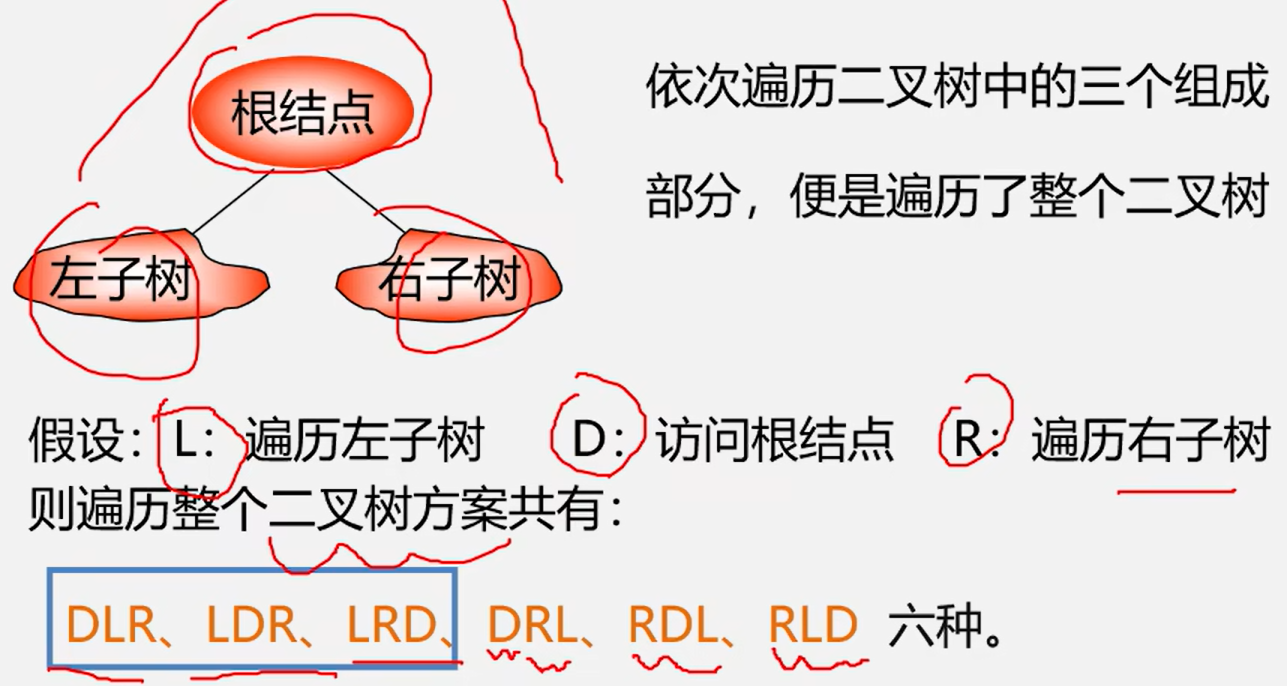 根结点
左子树
右子树
依次遍历二叉树中的三个组成
部分，便是遍历了整个二叉树
假设：L：遍历左子树 D：访问根结点 R：遍历右子树
则遍历整个二叉树方案共有：
DLR、LDR、LRD、DRL、RDL、RLD 六种。